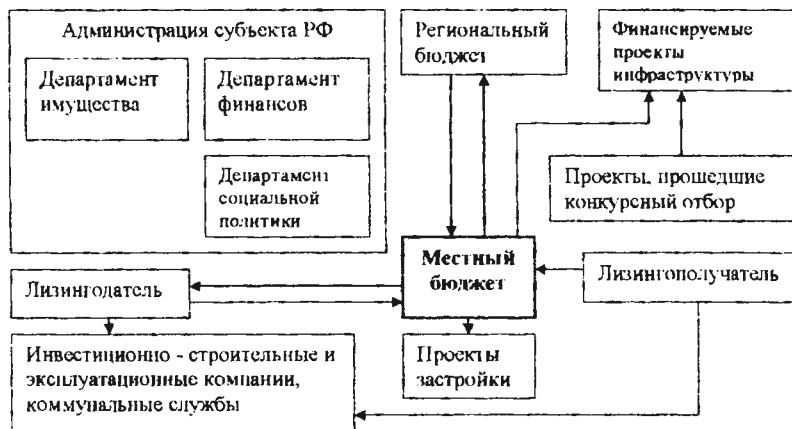 Администрация субъекта РФ
Департамент
имущества
Департамент
финансов
Департамент
социальной
политики
Региональный
бюджет
Финансируемые
проекты
инфраструктуры
Проекты, прошедшие
конкурсный отбор
Местный
бюджет
Лизингодатель
Лизингополучатель
Инвестиционно - строительные и
эксплуатационные компании,
коммунальные службы
Проекты
застройки